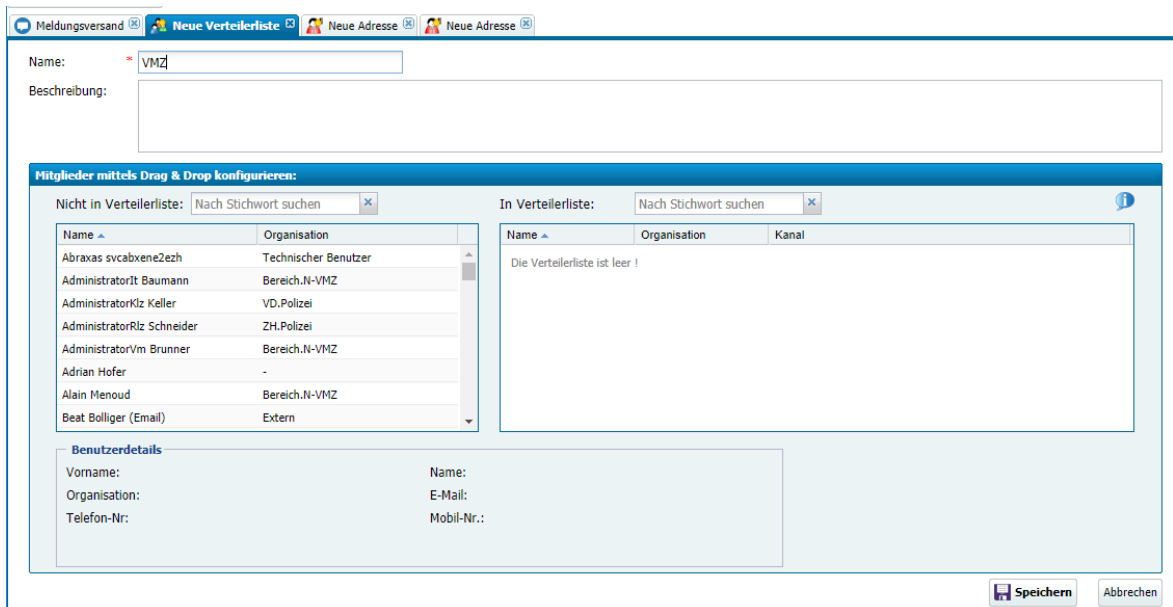 Meldungsversand Neue Verteilerliste Neue Adresse Neue Adresse
Name: * VMZ
Beschreibung:
Mitglieder mittels Drag & Drop konfigurieren:
Nicht in Verteilerliste: Nach Stichwort suchen In Verteilerliste: Nach Stichwort suchen
Name Organisation Name Organisation Kanal
Abraxas svcabxene2ezh Technischer Benutzer Die Verteilerliste ist leer !
AdministratorIt Baumann Bereich.N-VMZ
AdministratorKlz Keller VD.Polizei
AdministratorRlz Schneider ZH.Polizei
AdministratorVm Brunner Bereich.N-VMZ
Adrian Hofer -
Alain Menoud Bereich.N-VMZ
Beat Bolliger (Email) Extern
Benutzerdetails
Vorname: Name:
Organisation: E-Mail:
Telefon-Nr: Mobil-Nr.:
Speichern Abbrechen